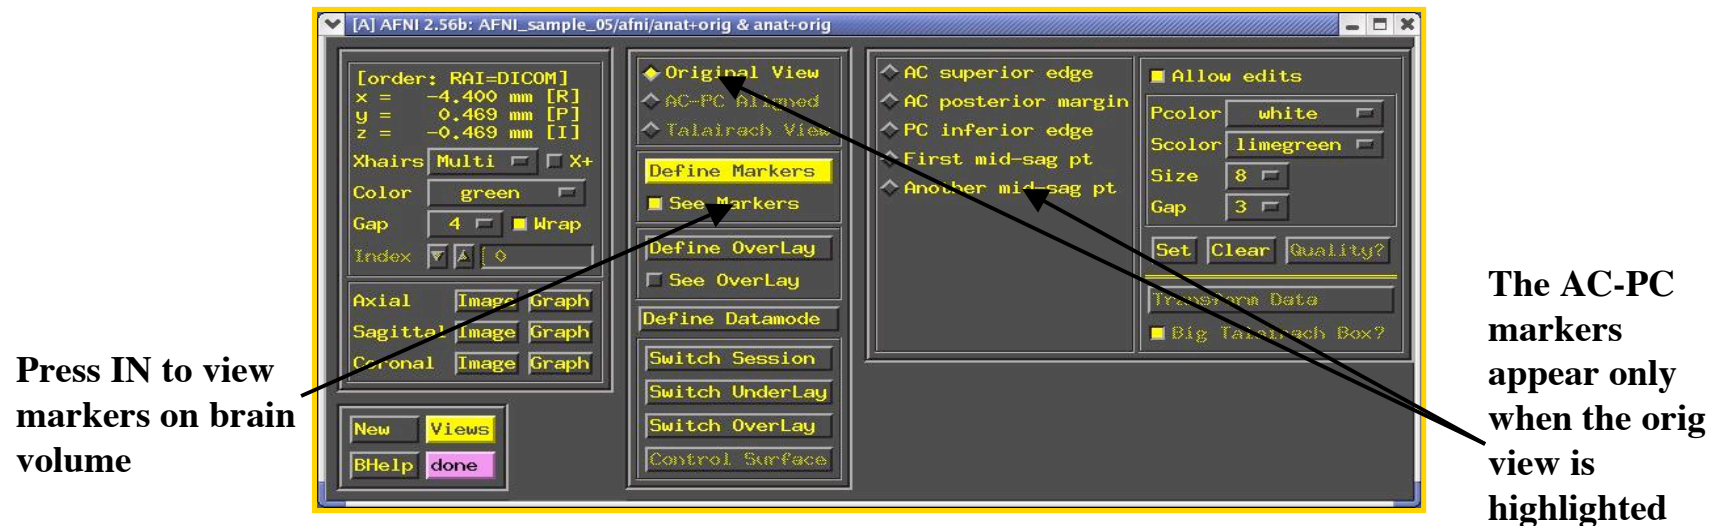 [A] AFNI 2.56b: AFNI_sample_05/afni/anat+orig & anat+orig
[order: RAI=DICOM]
x = -4.400 mm [R]
y = 0.469 mm [P]
z = -0.469 mm [I]
Xhairs Multi X+
Color green
Gap 4 Wrap
Index 0
Axial Image Graph
Sagittal Image Graph
Coronal Image Graph
New Views
BHelp done
Original View
AC-PC Aligned
Talairach View
Define Markers
See Markers
Define OverLay
See OverLay
Define Datamode
Switch Session
Switch UnderLay
Switch OverLay
Control Surface
AC superior edge
AC posterior margin
PC inferior edge
First mid-sag pt
Another mid-sag pt
Allow edits
Pcolor white
Scolor limegreen
Size 8
Gap 3
Set Clear Quality?
Transform Data
Big Talairach Box?
Press IN to view
markers on brain
volume
The AC-PC
markers
appear only
when the orig
view is
highlighted